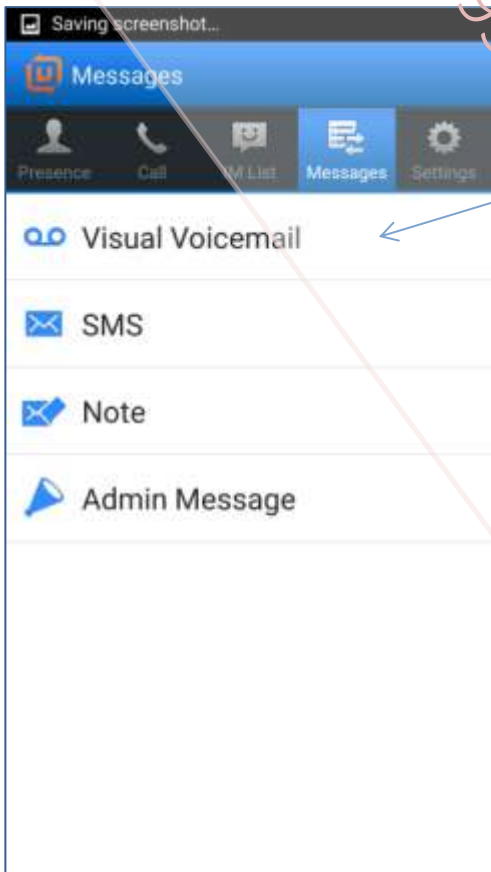 Saving screenshot...
Messages
Presence Call IM List Messages Settings
Visual Voicemail
SMS
Note
Admin Message